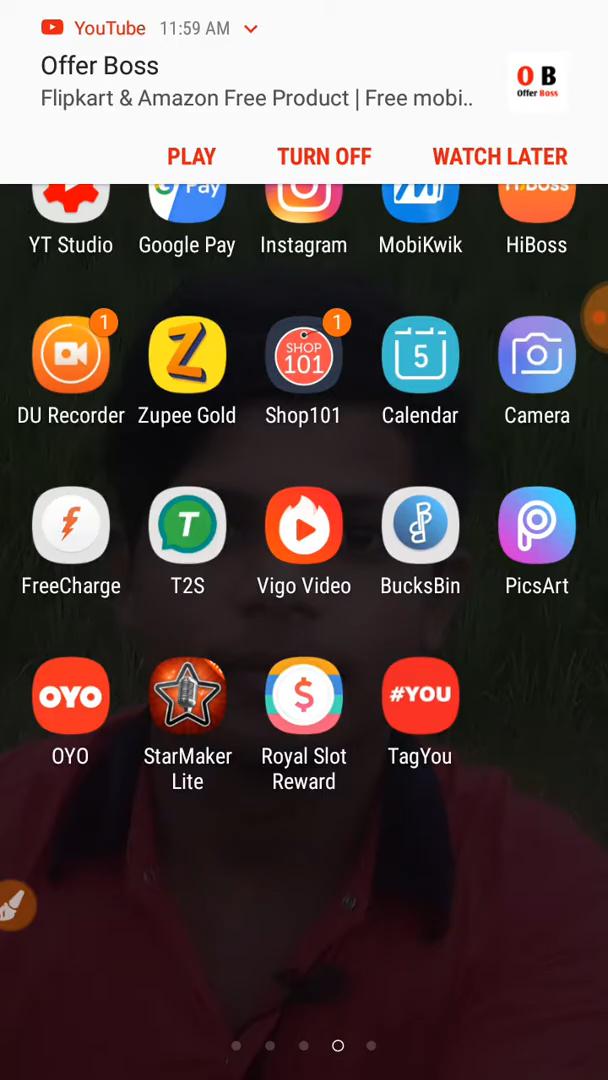 YouTube 11:59 AM
Offer Boss
Flipkart & Amazon Free Product | Free mobi..
O B
Offer Boss
PLAY TURN OFF WATCH LATER
G Pay
HiBoss
YT Studio Google Pay Instagram MobiKwik HiBoss
1 1
Z SHOP 101 5
DU Recorder Zupee Gold Shop101 Calendar Camera
T
FreeCharge T2S Vigo Video BucksBin PicsArt
OYO $ #YOU
OYO StarMaker Lite Royal Slot Reward TagYou